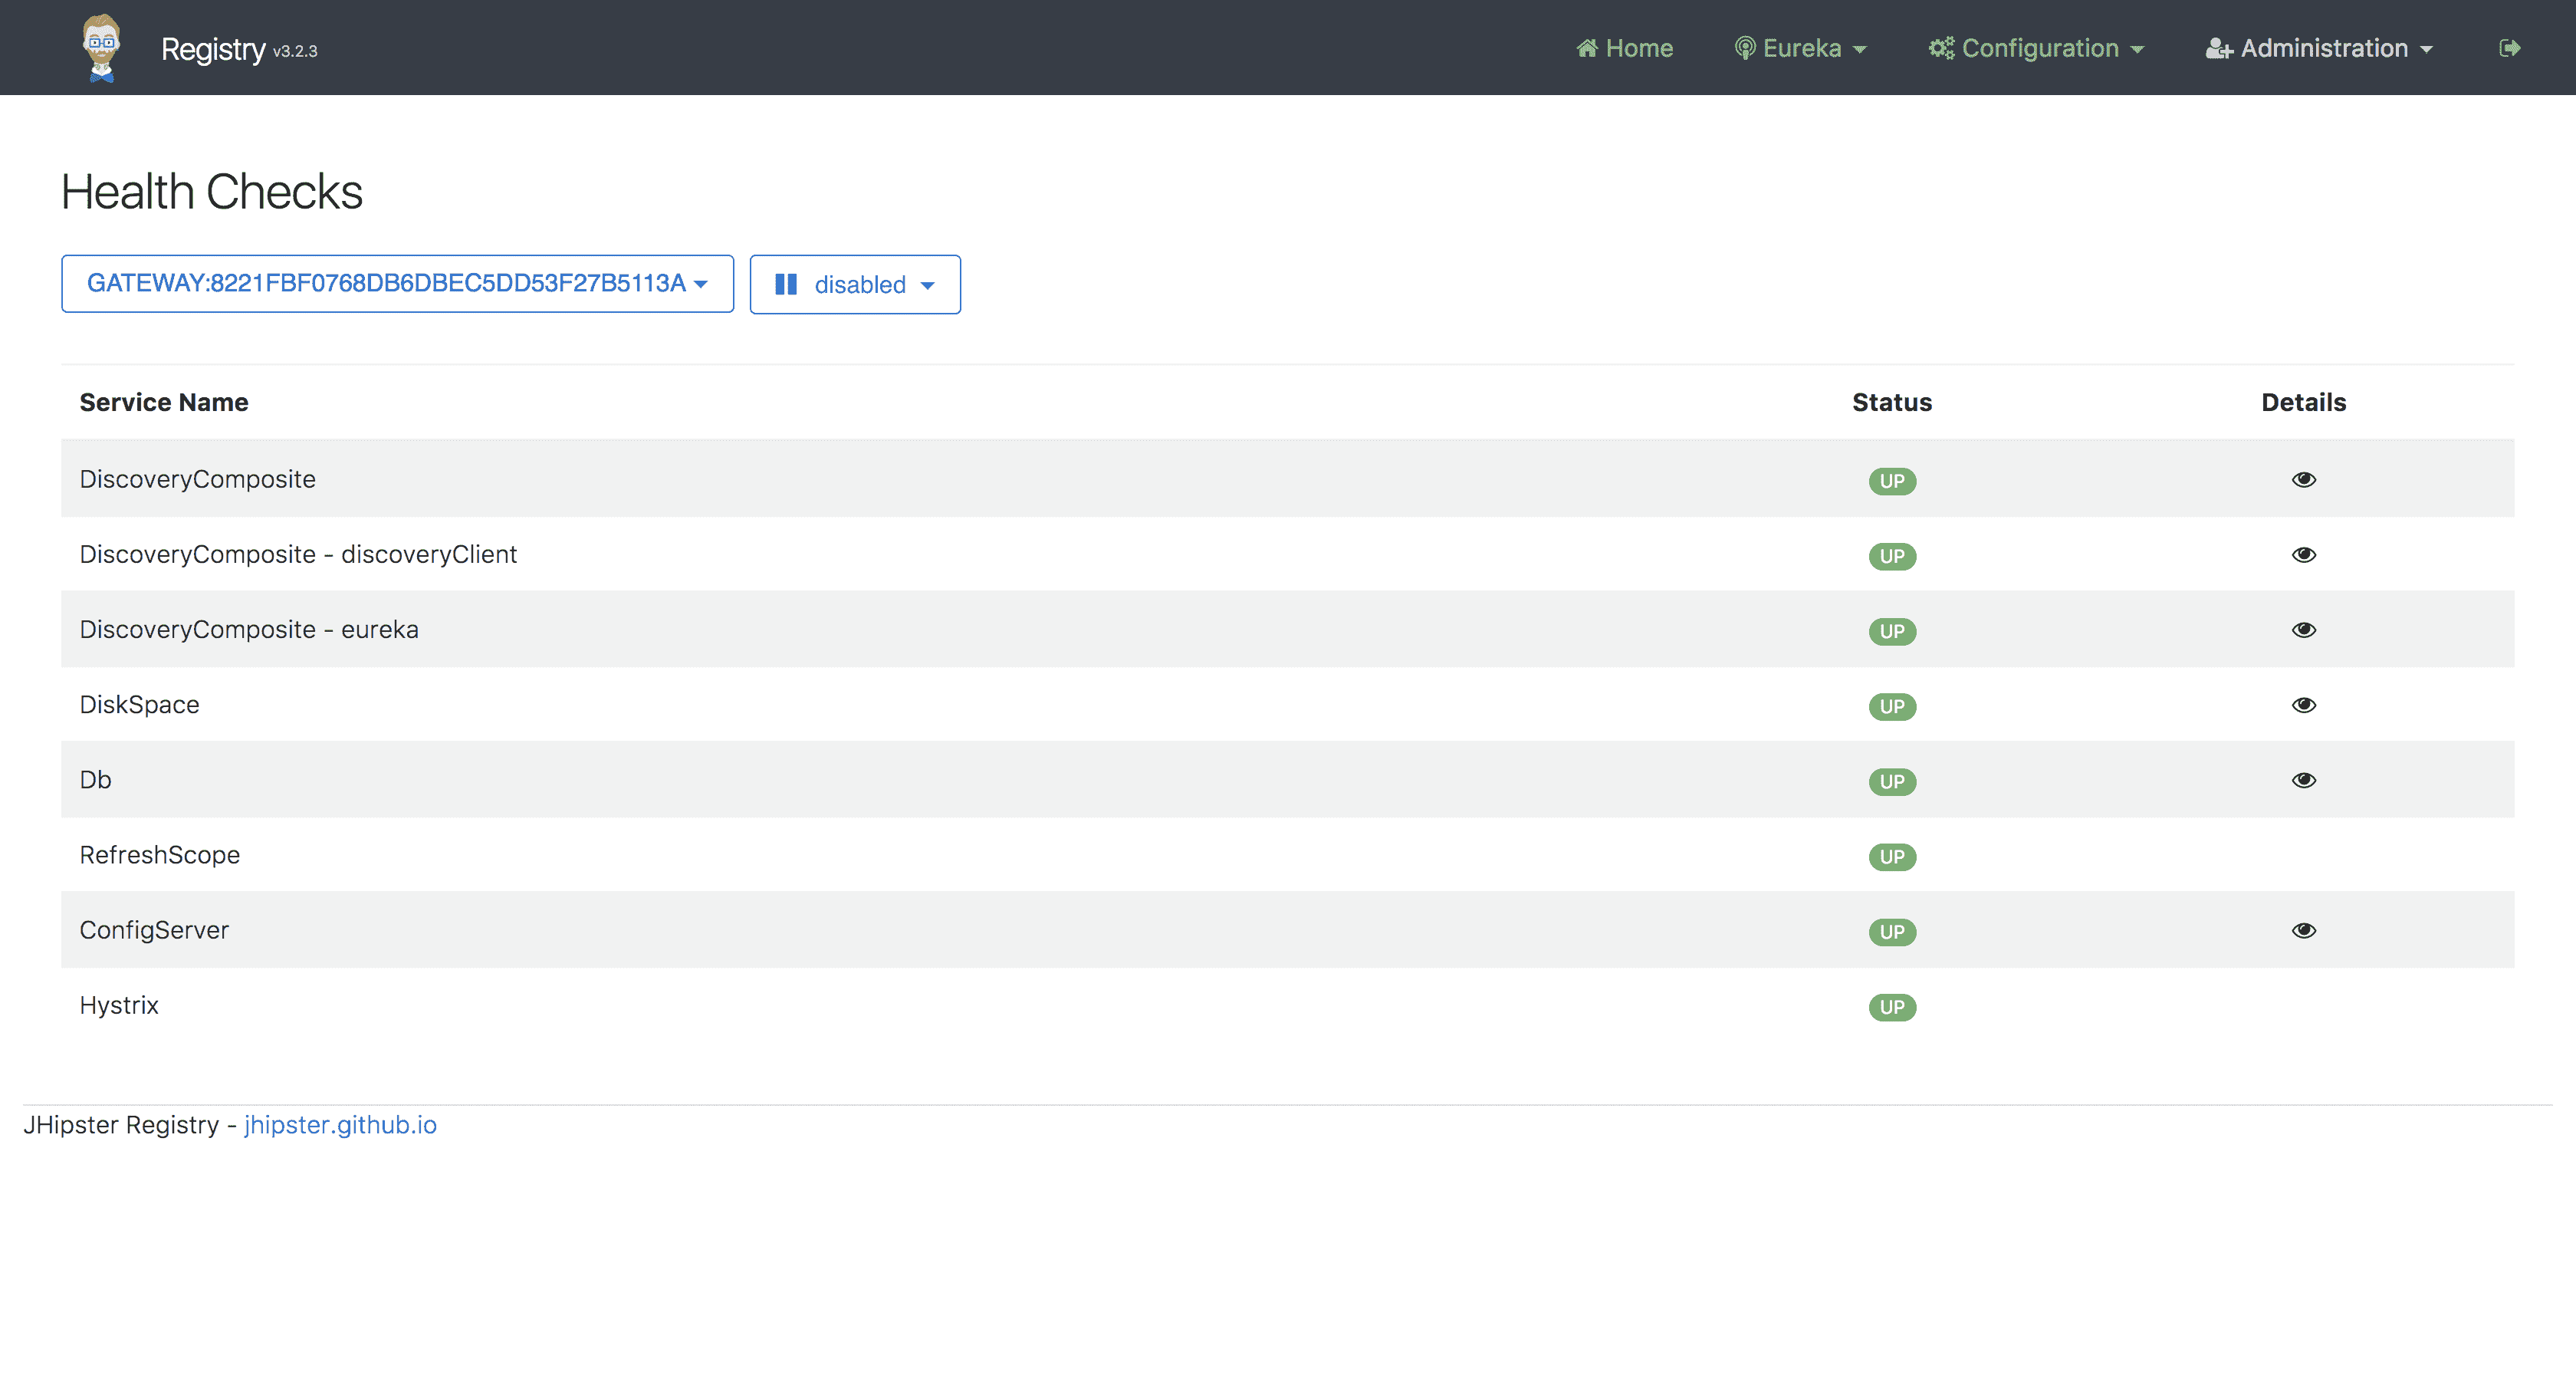 Registry v3.2.3 Home Eureka Configuration Administration
Health Checks
GATEWAY:8221FBF0768DB6DBEC5DD53F27B5113A disabled
Service Name Status Details
DiscoveryComposite UP
DiscoveryComposite - discoveryClient UP
DiscoveryComposite - eureka UP
DiskSpace UP
Db UP
RefreshScope UP
ConfigServer UP
Hystrix UP
JHipster Registry - jhipster.github.io